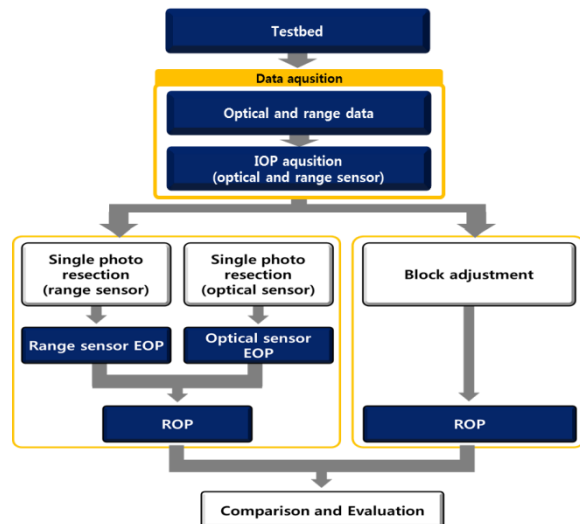 Testbed
Data aqusition
Optical and range data
IOP aqusition
(optical and range sensor)
Single photo
resection
(range sensor)
Single photo
resection
(optical sensor)
Block adjustment
Range sensor EOP
Optical sensor
EOP
ROP
ROP
Comparison and Evaluation